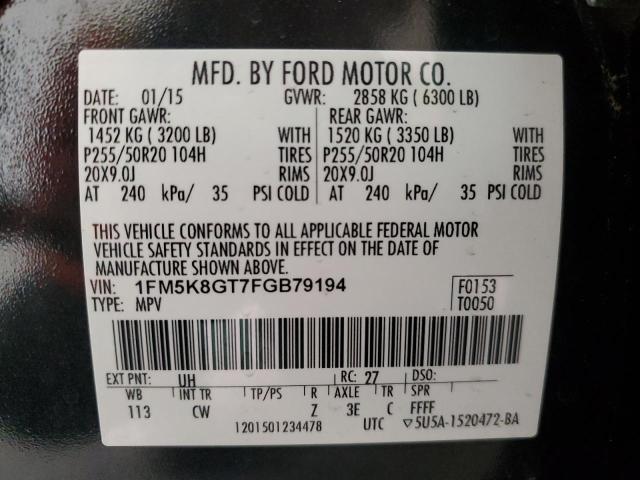 MFD. BY FORD MOTOR CO.
DATE: 01/15 GVWR: 2858 KG ( 6300 LB)
FRONT GAWR: REAR GAWR:
1452 KG ( 3200 LB) WITH 1520 KG ( 3350 LB) WITH
P255/50R20 104H TIRES P255/50R20 104H TIRES
20X9.0J RIMS 20X9.0J RIMS
AT 240 kPa/ 35 PSI COLD AT 240 kPa/ 35 PSI COLD
THIS VEHICLE CONFORMS TO ALL APPLICABLE FEDERAL MOTOR
VEHICLE SAFETY STANDARDS IN EFFECT ON THE DATE OF
MANUFACTURE SHOWN ABOVE.
VIN: 1FM5K8GT7FGB79194 F0153
TYPE: MPV T0050
EXT PNT: UH RC: 27 DSO:
WB INT TR TP/PS R AXLE TR SPR
113 CW Z 3E C FFFF
1201501234478 UTC ▽5U5A-1520472-BA